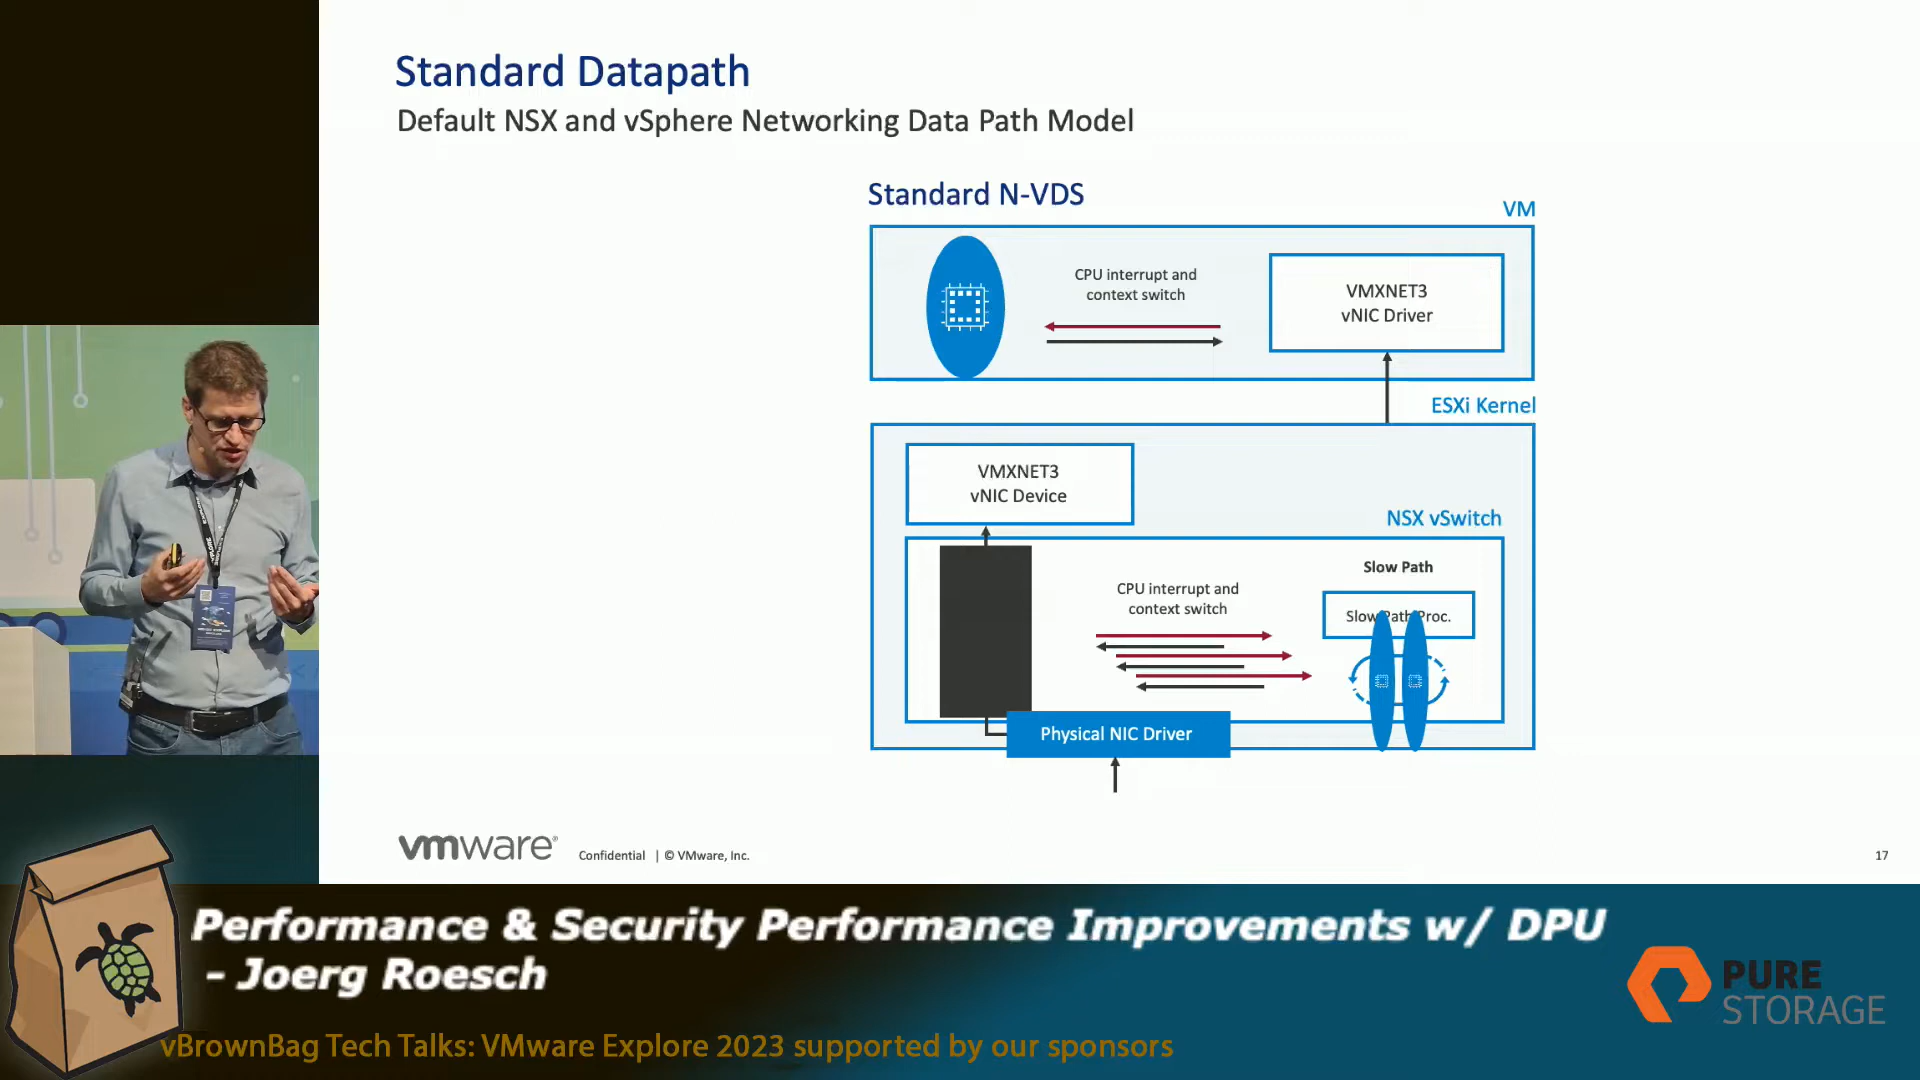 Standard Datapath
Default NSX and vSphere Networking Data Path Model
Standard N-VDS
VM
CPU interrupt and
context switch
VMXNET3
vNIC Driver
ESXi Kernel
VMXNET3
vNIC Device
NSX vSwitch
Slow Path
CPU interrupt and
context switch
Slow Path Proc.
Physical NIC Driver
vmware®
Confidential | © VMware, Inc.
17
Performance & Security Performance Improvements w/ DPU
- Joerg Roesch
PURE
STORAGE
vBrownBag Tech Talks: VMware Explore 2023 supported by our sponsors